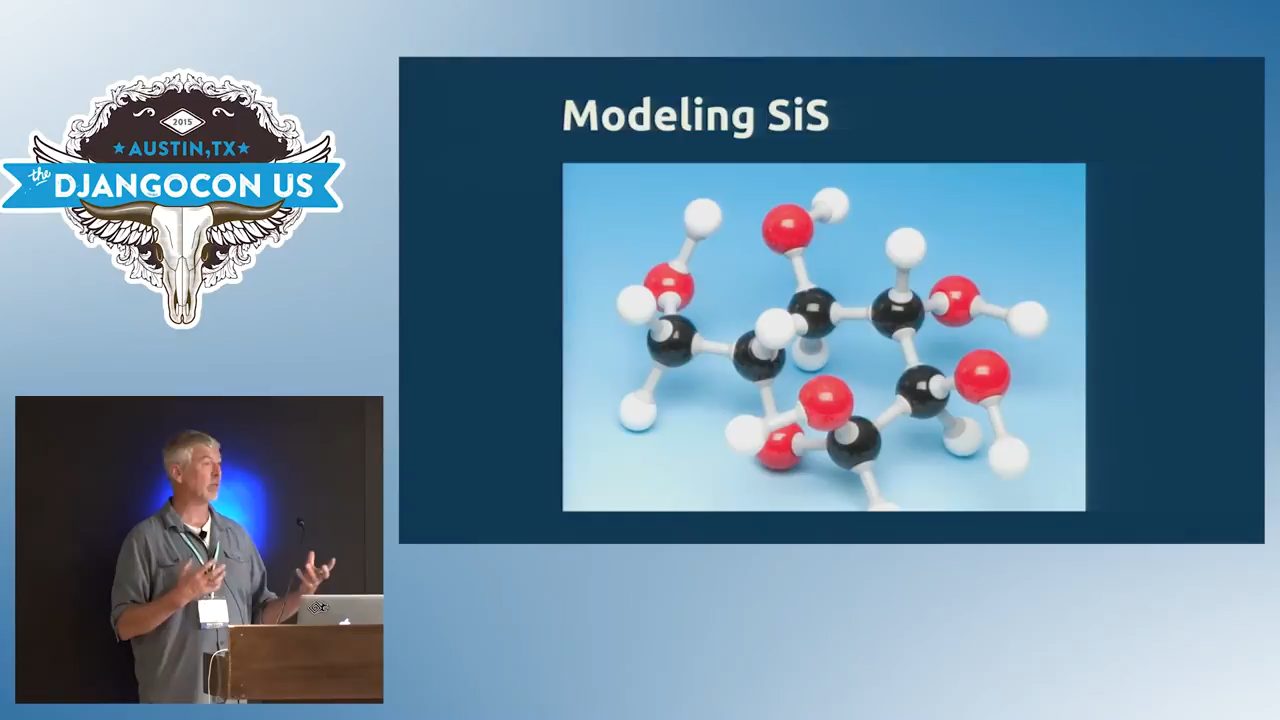 2015
★AUSTIN,TX★
the
DJANGOCON US
Modeling SiS